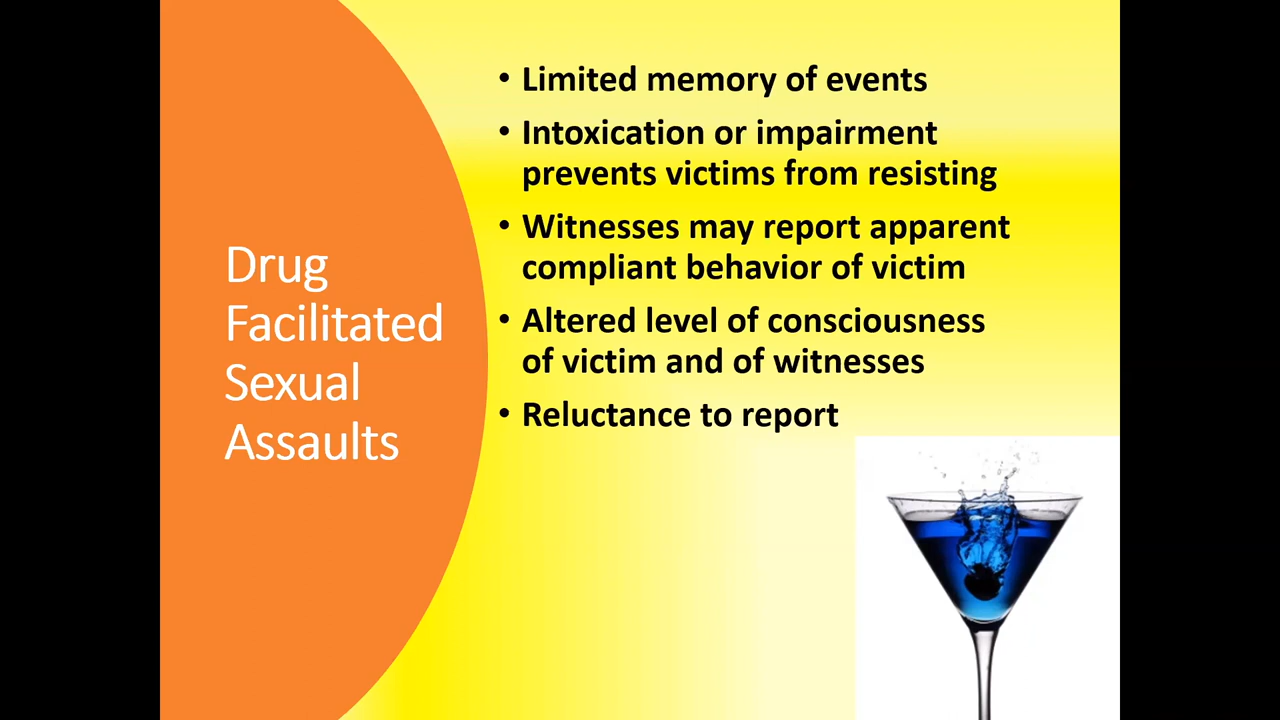 Drug
Facilitated
Sexual
Assaults
• Limited memory of events
• Intoxication or impairment
prevents victims from resisting
• Witnesses may report apparent
compliant behavior of victim
• Altered level of consciousness
of victim and of witnesses
• Reluctance to report